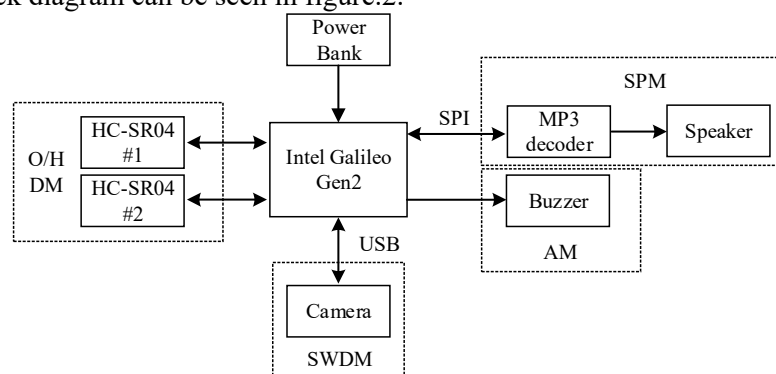 ck diagram can be seen in figure.2.
Power
Bank
SPM
HC-SR04
#1
SPI
MP3
decoder
Speaker
O/H
DM
Intel Galileo
Gen2
HC-SR04
#2
Buzzer
AM
USB
Camera
SWDM